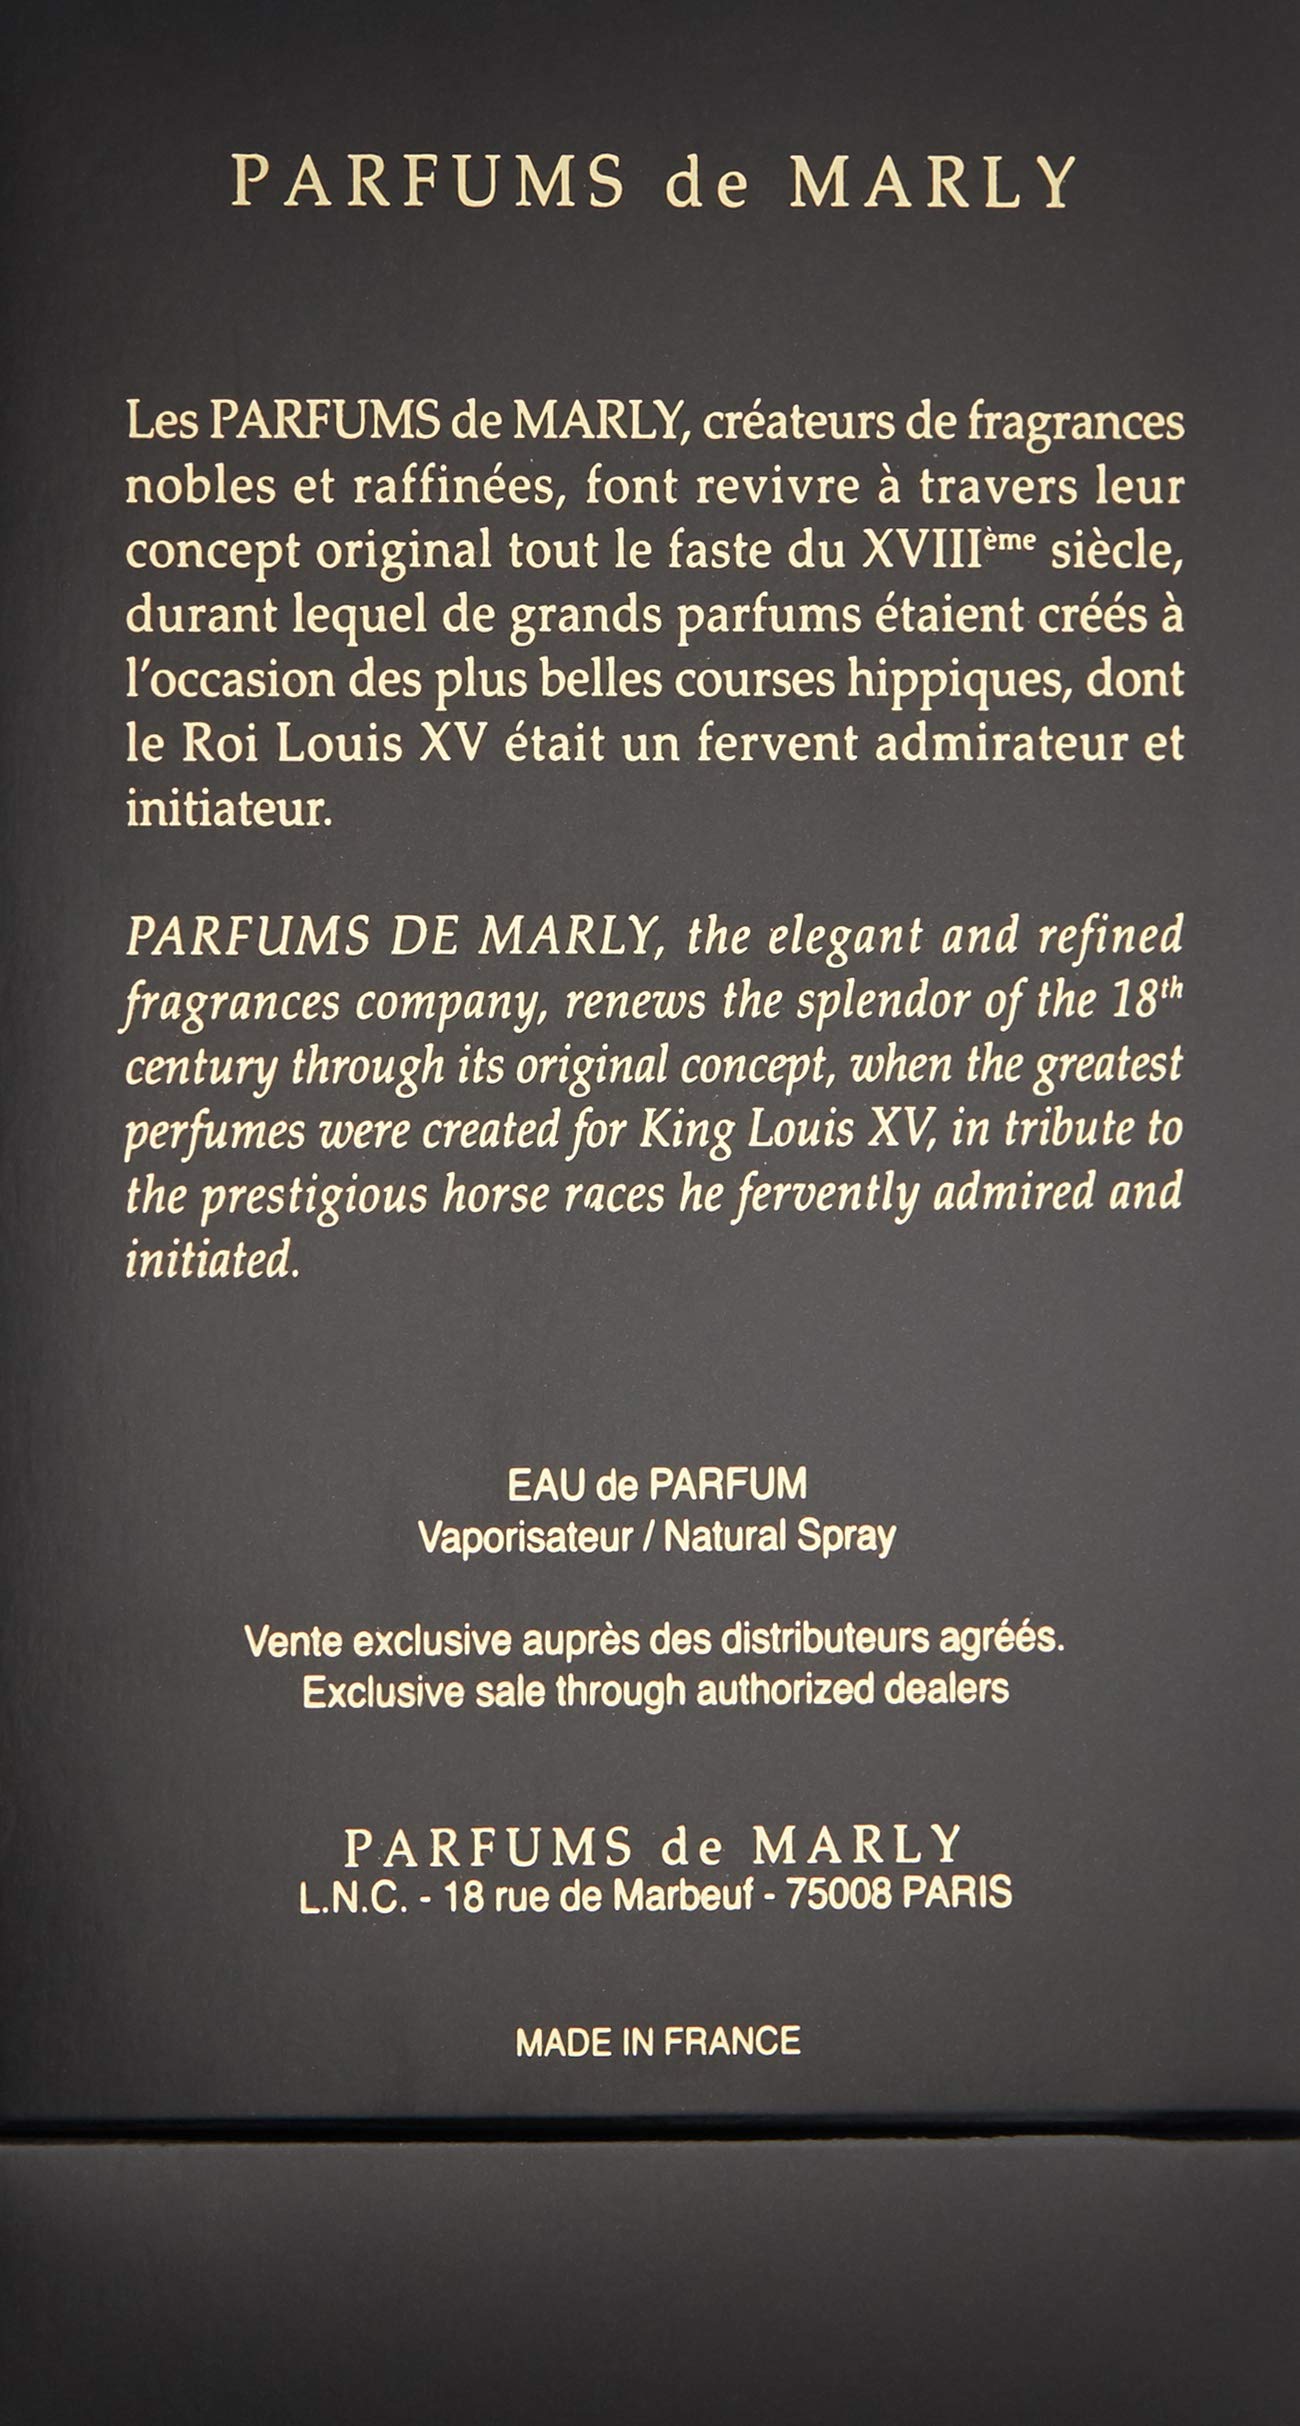 PARFUMS de MARLY
Les PARFUMS de MARLY, créateurs de fragrances
nobles et raffinées, font revivre à travers leur
concept original tout le faste du XVIIIème siècle,
durant lequel de grands parfums étaient créés à
l'occasion des plus belles courses hippiques, dont
le Roi Louis XV était un fervent admirateur et
initiateur.
PARFUMS DE MARLY, the elegant and refined
fragrances company, renews the splendor of the 18th
century through its original concept, when the greatest
perfumes were created for King Louis XV, in tribute to
the prestigious horse races he fervently admired and
initiated.
EAU de PARFUM
Vaporisateur / Natural Spray
Vente exclusive auprès des distributeurs agréés.
Exclusive sale through authorized dealers
PARFUMS de MARLY
L.N.C. - 18 rue de Marbeuf - 75008 PARIS
MADE IN FRANCE